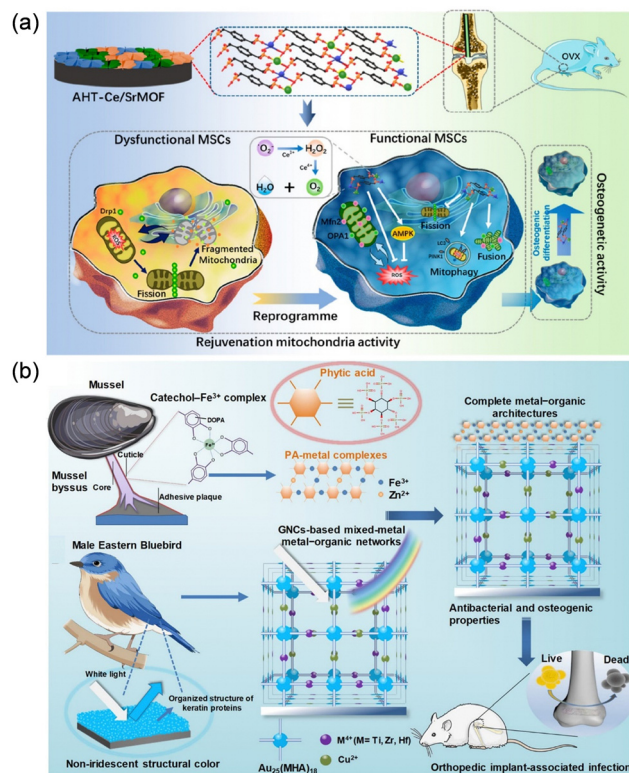 (a)
AHT-Ce/SrMOF
OVX
Dysfunctional MSCs
Functional MSCs
O₂⁻
Ce³⁺
H₂O₂
Ce⁴⁺
H₂O + O₂
Drp1
ROS
Fragmented
Mitochondria
Fission
Mfn2
OPA1
AMPK
ROS
Fission
Mitophagy
PINK1
Fusion
Osteogenic
differentiation
Osteogenetic activity
Reprogramme
Rejuvenation mitochondria activity
(b)
Mussel
Catechol–Fe³⁺ complex
DOPA
Fe³⁺
Cuticle
Mussel
byssus
Core
Adhesive plaque
Phytic acid
PA-metal complexes
Fe³⁺
Zn²⁺
Complete metal–organic
architectures
Male Eastern Bluebird
GNCs-based mixed-metal
metal–organic networks
Antibacterial and osteogenic
properties
White light
Organized structure of
keratin proteins
Non-iridescent structural color
Au₂₅(MHA)₁₈
M⁴⁺(M= Ti, Zr, Hf)
Cu²⁺
Live
Dead
Orthopedic implant-associated infection